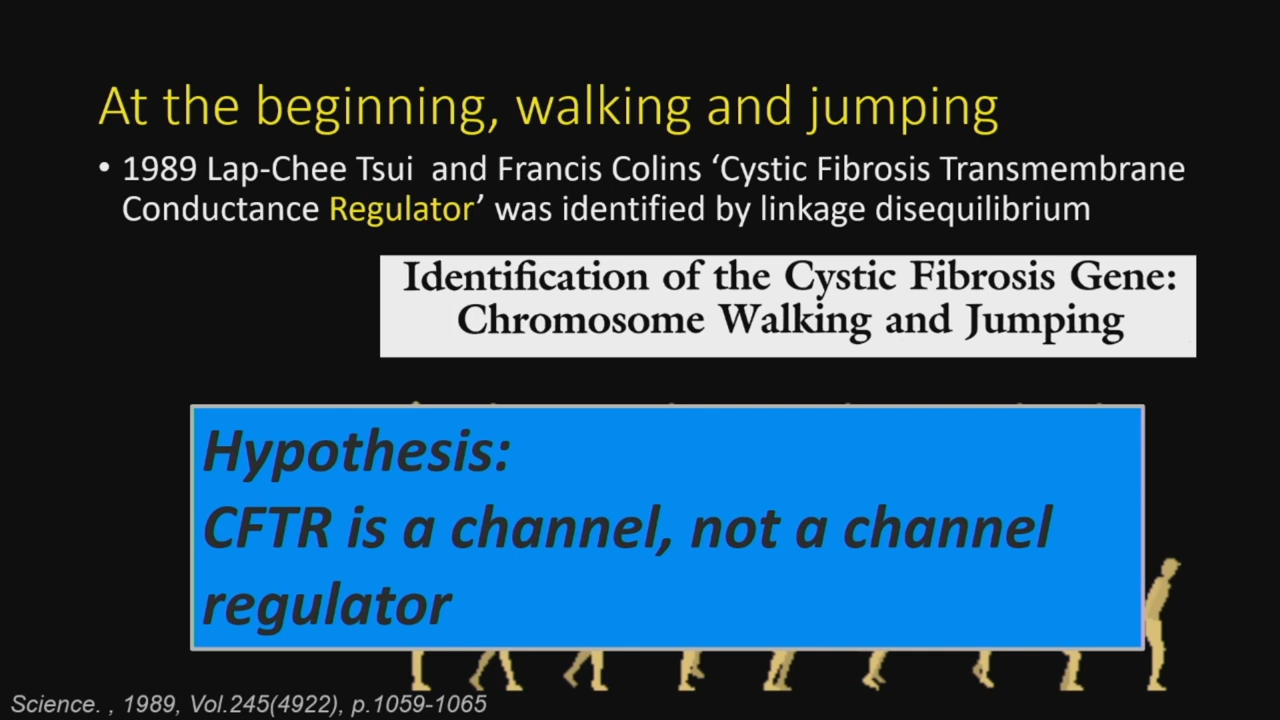 At the beginning, walking and jumping
• 1989 Lap-Chee Tsui and Francis Colins ‘Cystic Fibrosis Transmembrane
Conductance Regulator’ was identified by linkage disequilibrium
Identification of the Cystic Fibrosis Gene:
Chromosome Walking and Jumping
Hypothesis:
CFTR is a channel, not a channel
regulator
Science. , 1989, Vol.245(4922), p.1059-1065